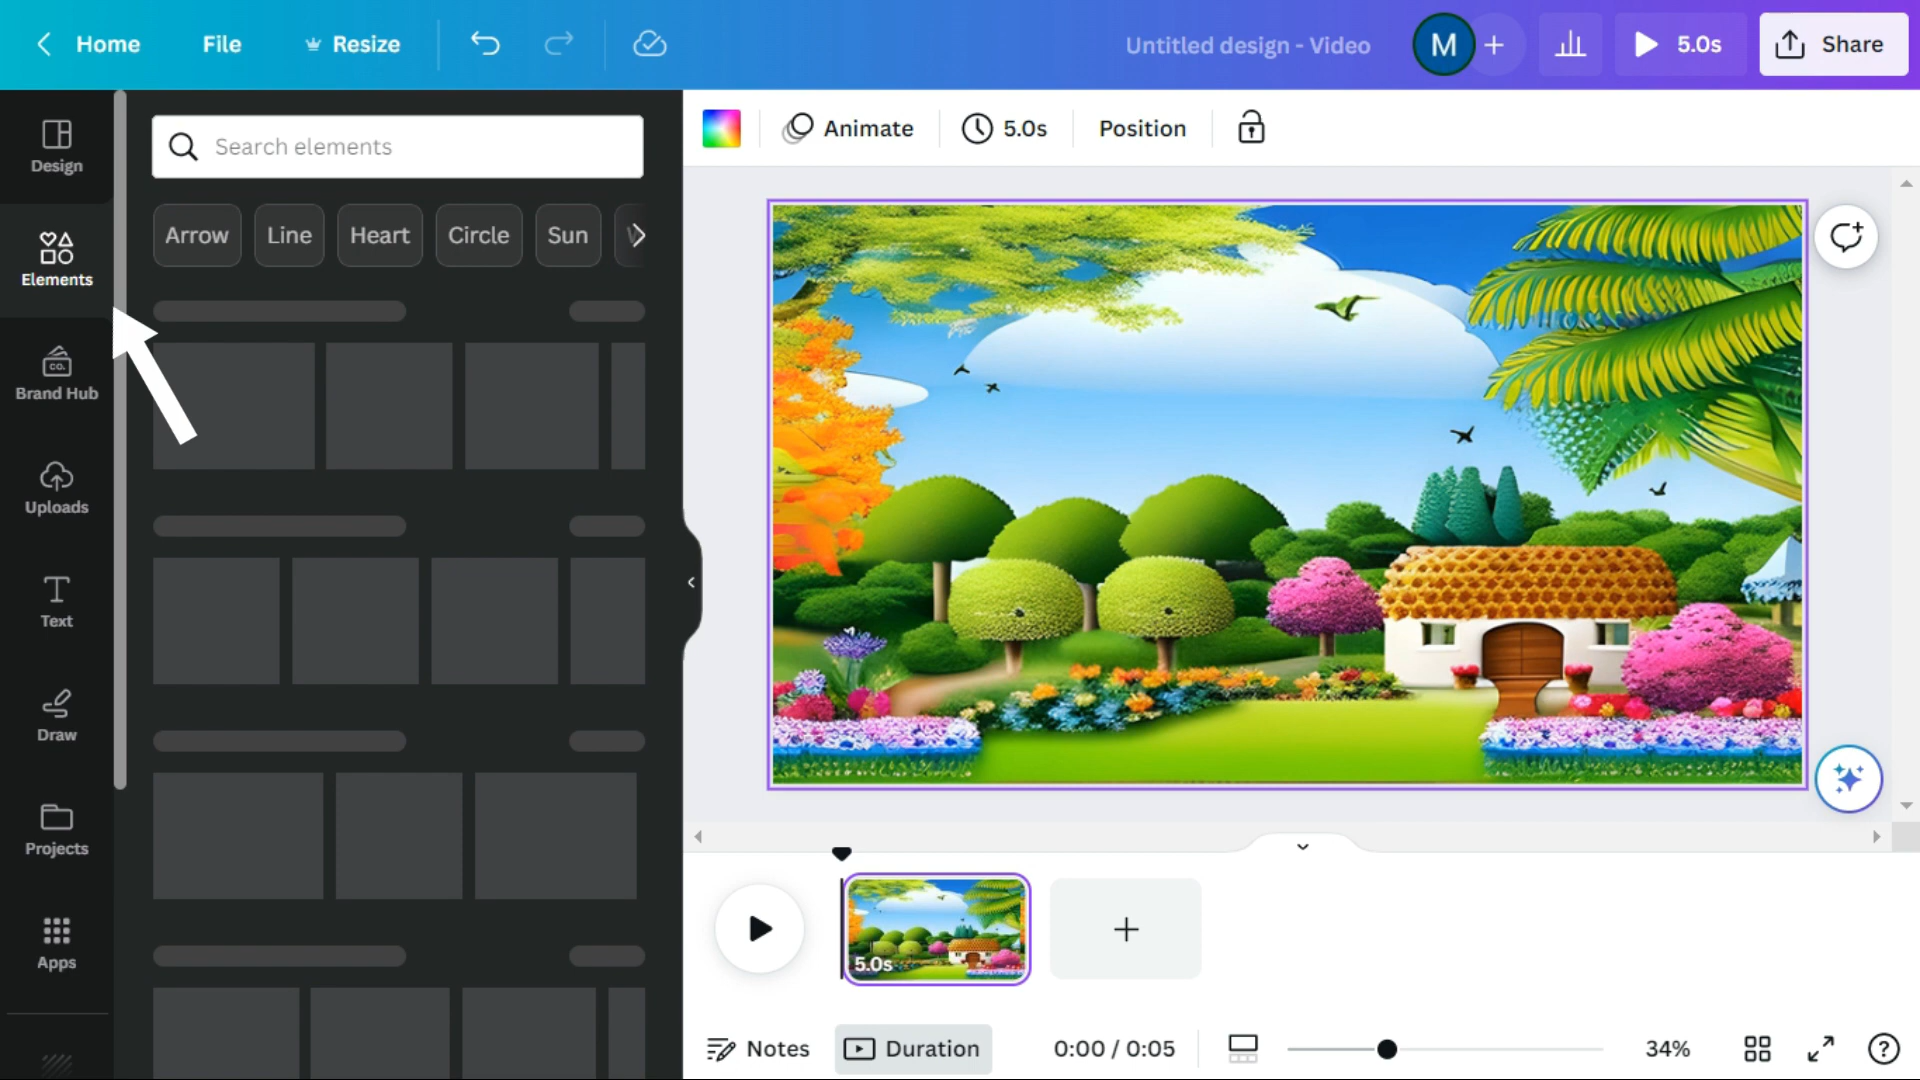 Home
File
Resize
Untitled design - Video
M
5.0s
Share
Design
Elements
Brand Hub
CO.
Uploads
Text
Draw
Projects
Apps
Search elements
Arrow
Line
Heart
Circle
Sun
Animate
5.0s
Position
5.0s
Notes
Duration
0:00 / 0:05
34%